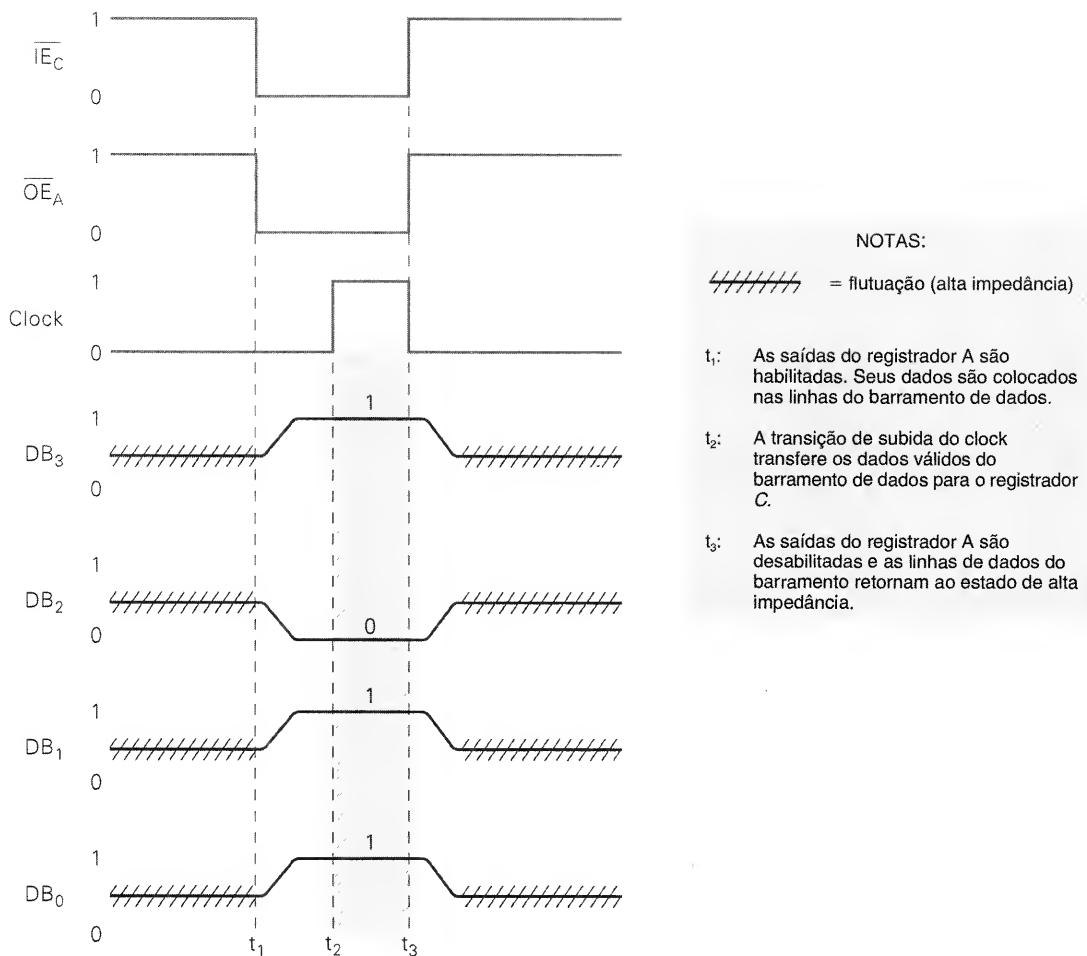 1
IE_C
0
1
OE_A
0
1
Clock
0
1
1
DB₃
0
1
DB₂
0
0
1
1
DB₁
0
1
1
DB₀
0
t₁ t₂ t₃
NOTAS:
= flutuação (alta impedância)
t₁: As saídas do registrador A são
habilitadas. Seus dados são colocados
nas linhas do barramento de dados.
t₂: A transição de subida do clock
transfere os dados válidos do
barramento de dados para o registrador
C.
t₃: As saídas do registrador A são
desabilitadas e as linhas de dados do
barramento retornam ao estado de alta
impedância.